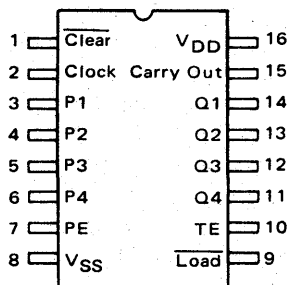 1 Clear VDD 16
2 Clock Carry Out 15
3 P1 Q1 14
4 P2 Q2 13
5 P3 Q3 12
6 P4 Q4 11
7 PE TE 10
8 VSS Load 9